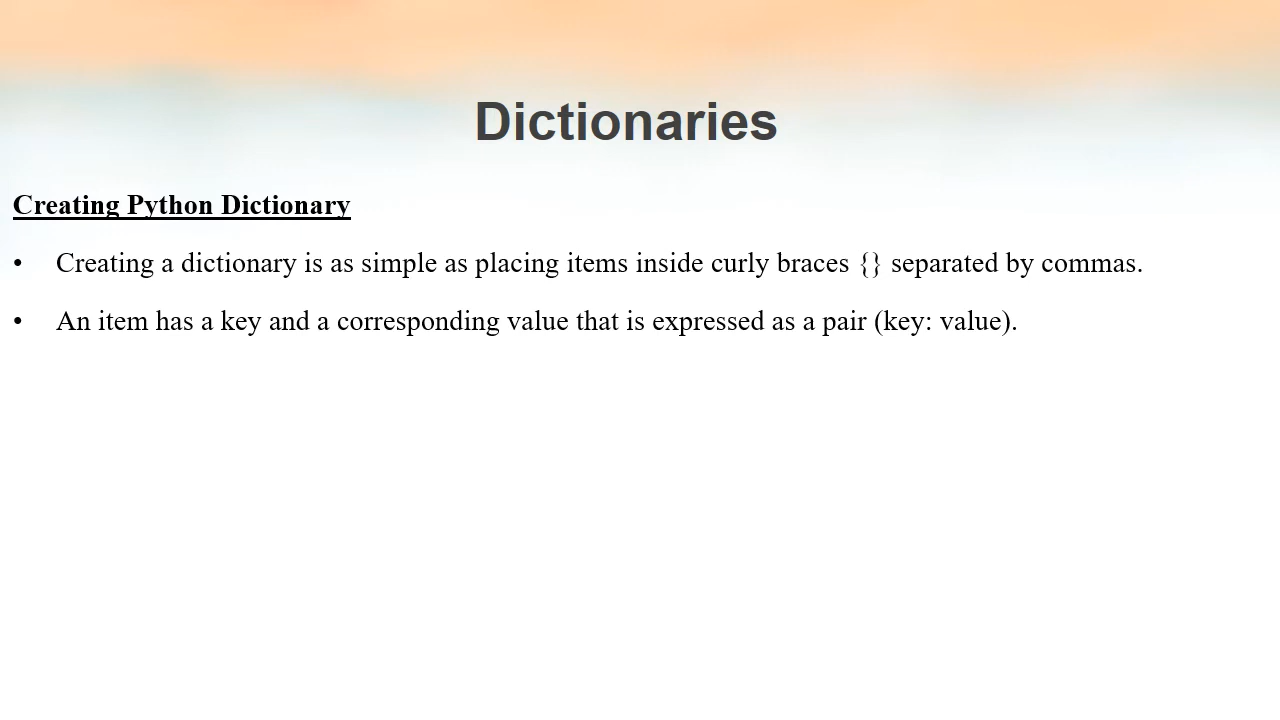 Dictionaries
Creating Python Dictionary
• Creating a dictionary is as simple as placing items inside curly braces {} separated by commas.
• An item has a key and a corresponding value that is expressed as a pair (key: value).